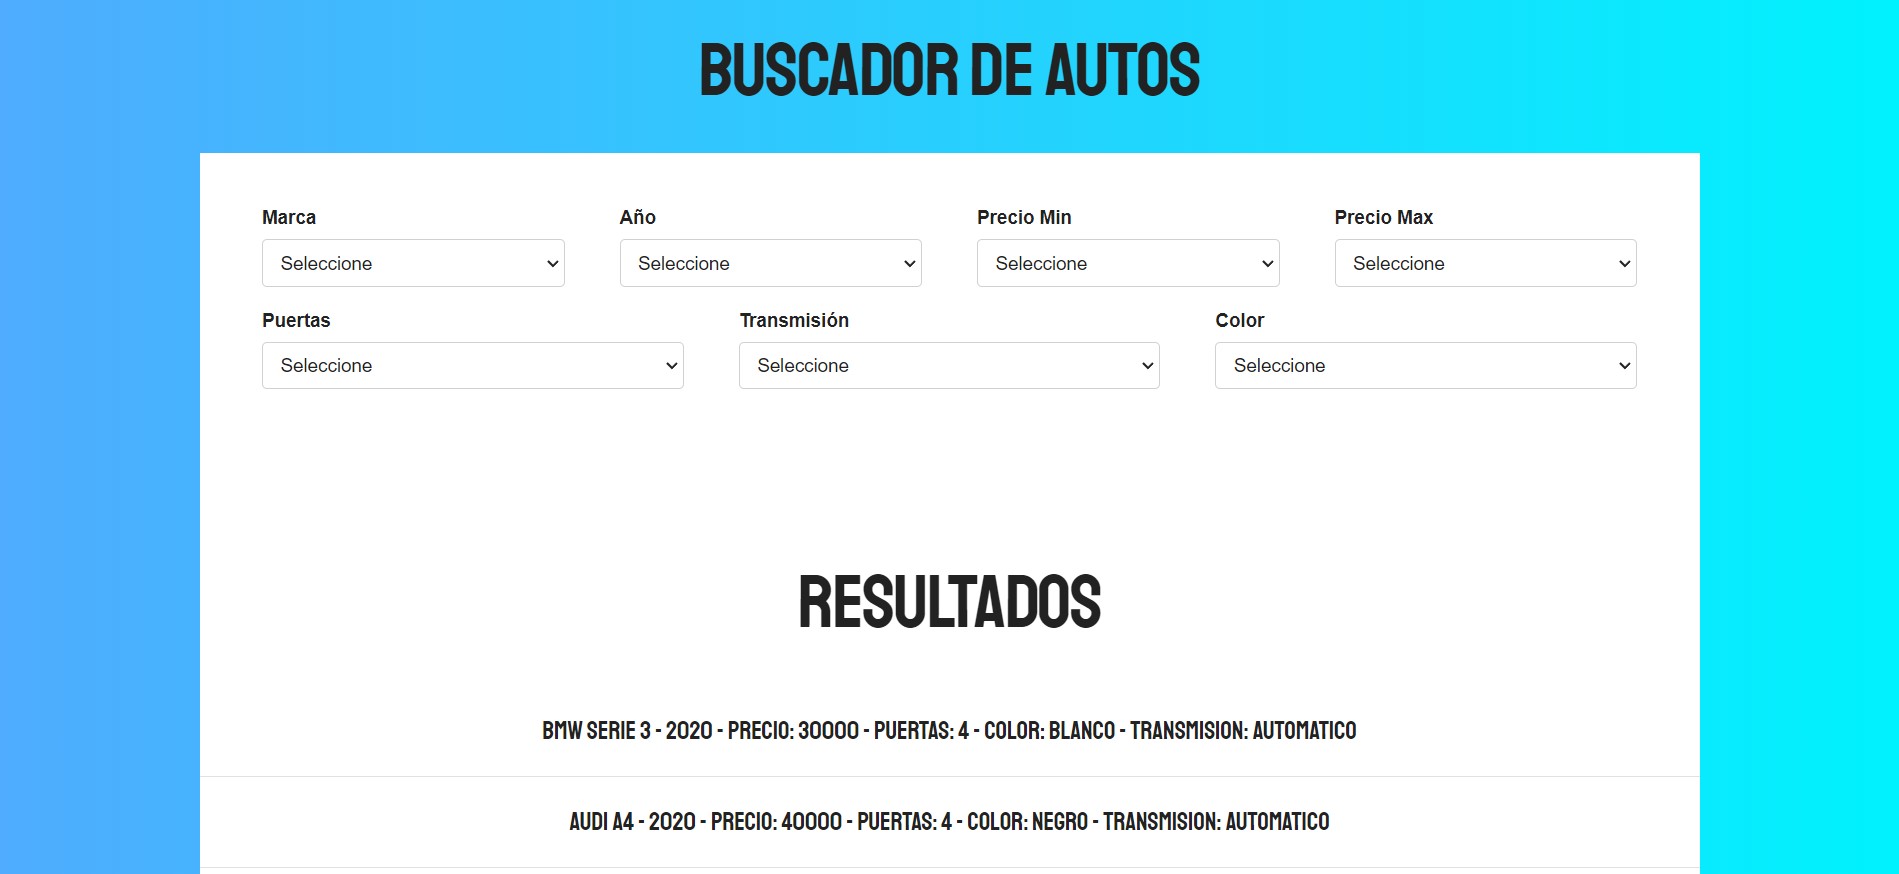 BUSCADOR DE AUTOS
Marca Año Precio Min Precio Max
Seleccione Seleccione Seleccione Seleccione
Puertas Transmisión Color
Seleccione Seleccione Seleccione
RESULTADOS
BMW SERIE 3 - 2020 - PRECIO: 30000 - PUERTAS: 4 - COLOR: BLANCO - TRANSMISION: AUTOMATICO
AUDI A4 - 2020 - PRECIO: 40000 - PUERTAS: 4 - COLOR: NEGRO - TRANSMISION: AUTOMATICO